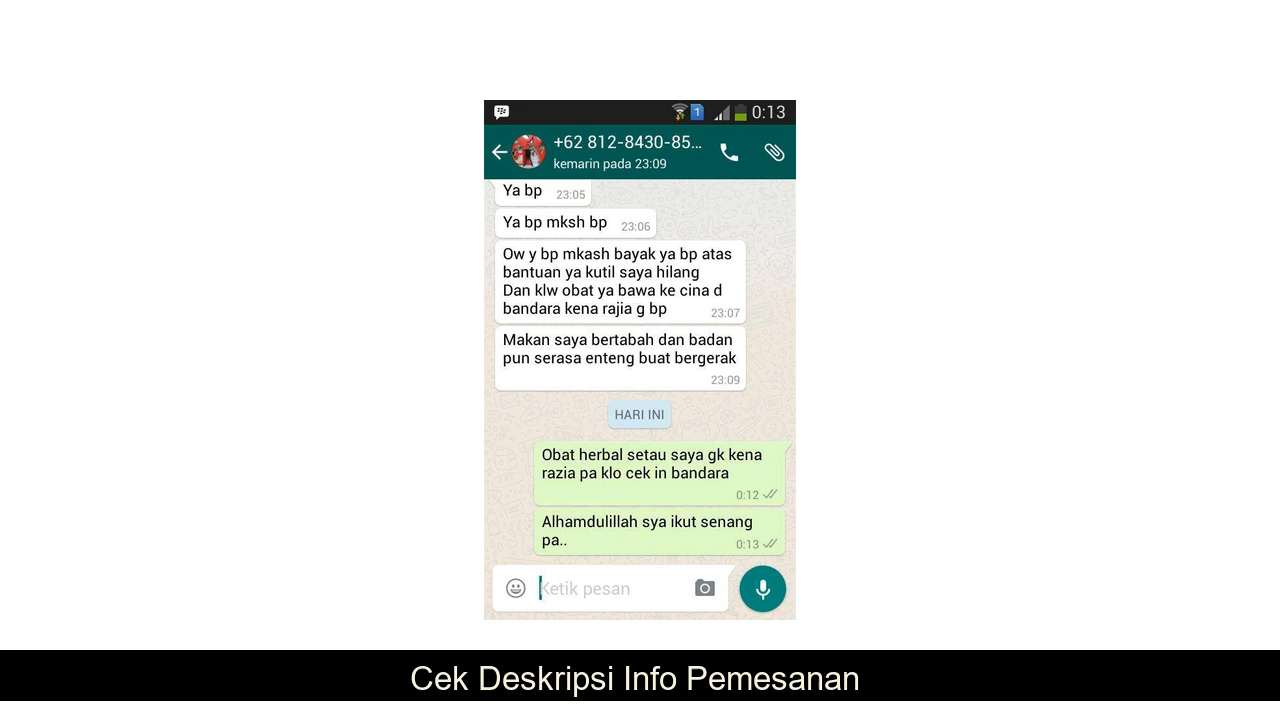 0:13
+62 812-8430-85...
kemarin pada 23:09
Ya bp 23:05
Ya bp mksh bp 23:06
Ow y bp mkash bayak ya bp atas
bantuan ya kutil saya hilang
Dan klw obat ya bawa ke cina d
bandara kena rajia g bp 23:07
Makan saya bertabah dan badan
pun serasa enteng buat bergerak
23:09
HARI INI
Obat herbal setau saya gk kena
razia pa klo cek in bandara
0:12
Alhamdulillah sya ikut senang
pa.. 0:13
Ketik pesan
Cek Deskripsi Info Pemesanan